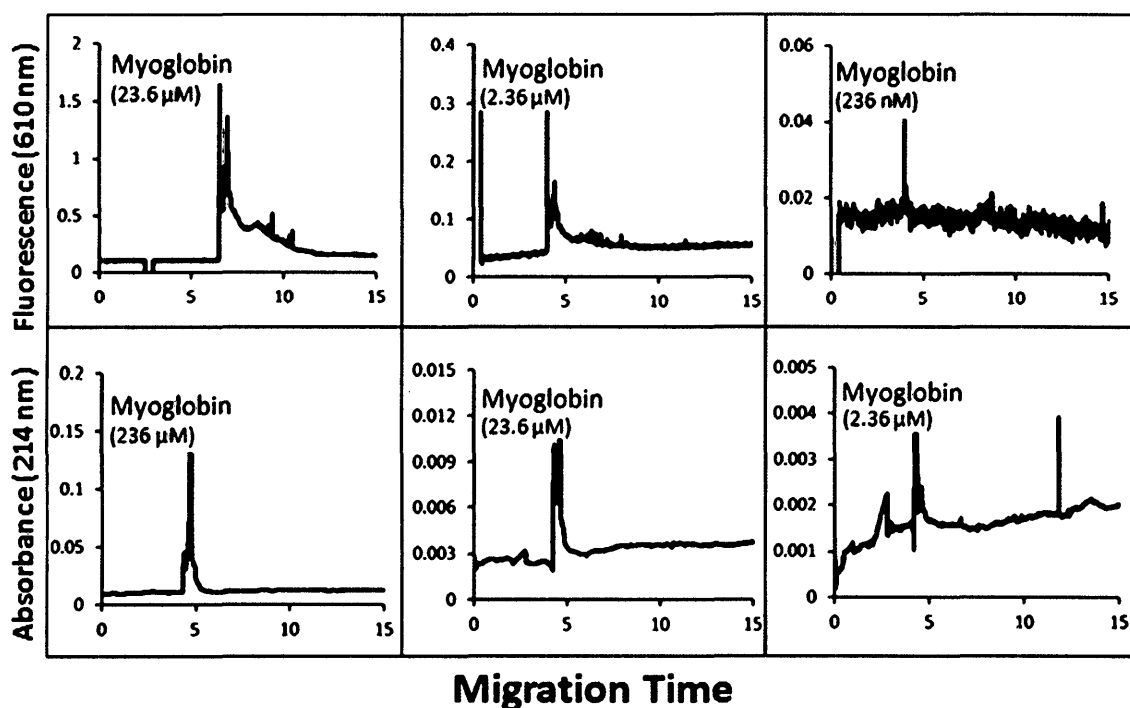 Fluorescence (610 nm)
2
1.5
1
0.5
0
Myoglobin
(23.6 µM)
0 5 10 15
0.4
0.3
0.2
0.1
0
Myoglobin
(2.36 µM)
0 5 10 15
0.06
0.04
0.02
0
Myoglobin
(236 nM)
0 5 10 15
Absorbance (214 nm)
0.2
0.15
0.1
0.05
0
Myoglobin
(236 µM)
0 5 10 15
0.015
0.012
0.009
0.006
0.003
0
Myoglobin
(23.6 µM)
0 5 10 15
0.005
0.004
0.003
0.002
0.001
0
Myoglobin
(2.36 µM)
0 5 10 15
Migration Time